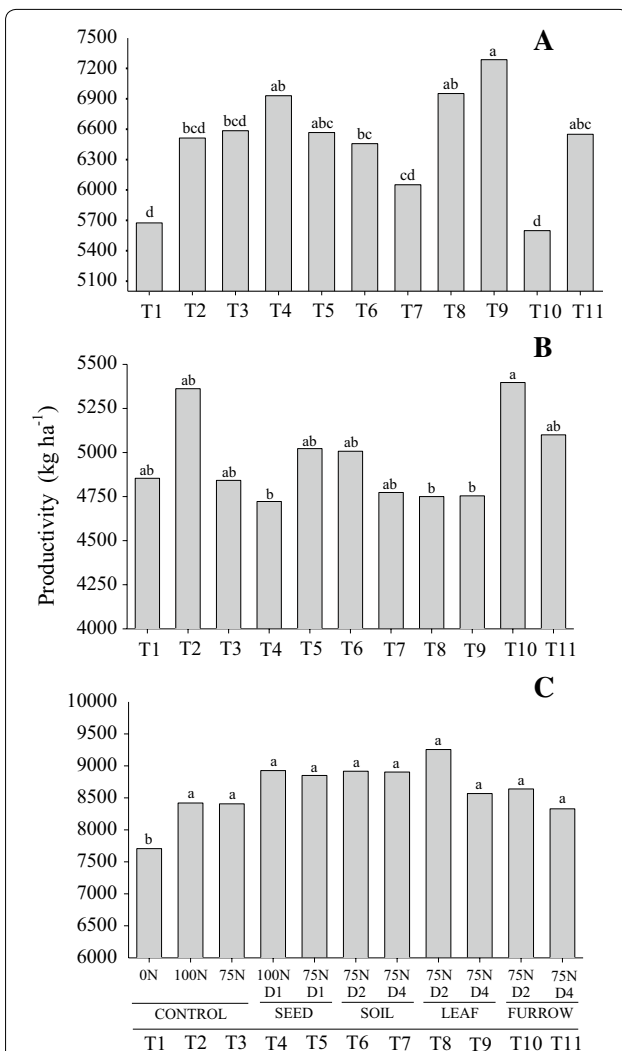 A
7500
7200
6900
6600
6300
6000
5700
5400
5100
d bcd bcd ab abc bc cd ab a d abc
T1 T2 T3 T4 T5 T6 T7 T8 T9 T10 T11
Productivity (kg ha-1)
B
5500
5250
5000
4750
4500
4250
4000
ab ab ab b ab ab ab b b a ab
T1 T2 T3 T4 T5 T6 T7 T8 T9 T10 T11
C
10000
9500
9000
8500
8000
7500
7000
6500
6000
b a a a a a a a a a a
0N 100N 75N 100N 75N 75N 75N 75N 75N 75N 75N
D1 D1 D2 D4 D2 D4 D2 D4
CONTROL SEED SOIL LEAF FURROW
T1 T2 T3 T4 T5 T6 T7 T8 T9 T10 T11